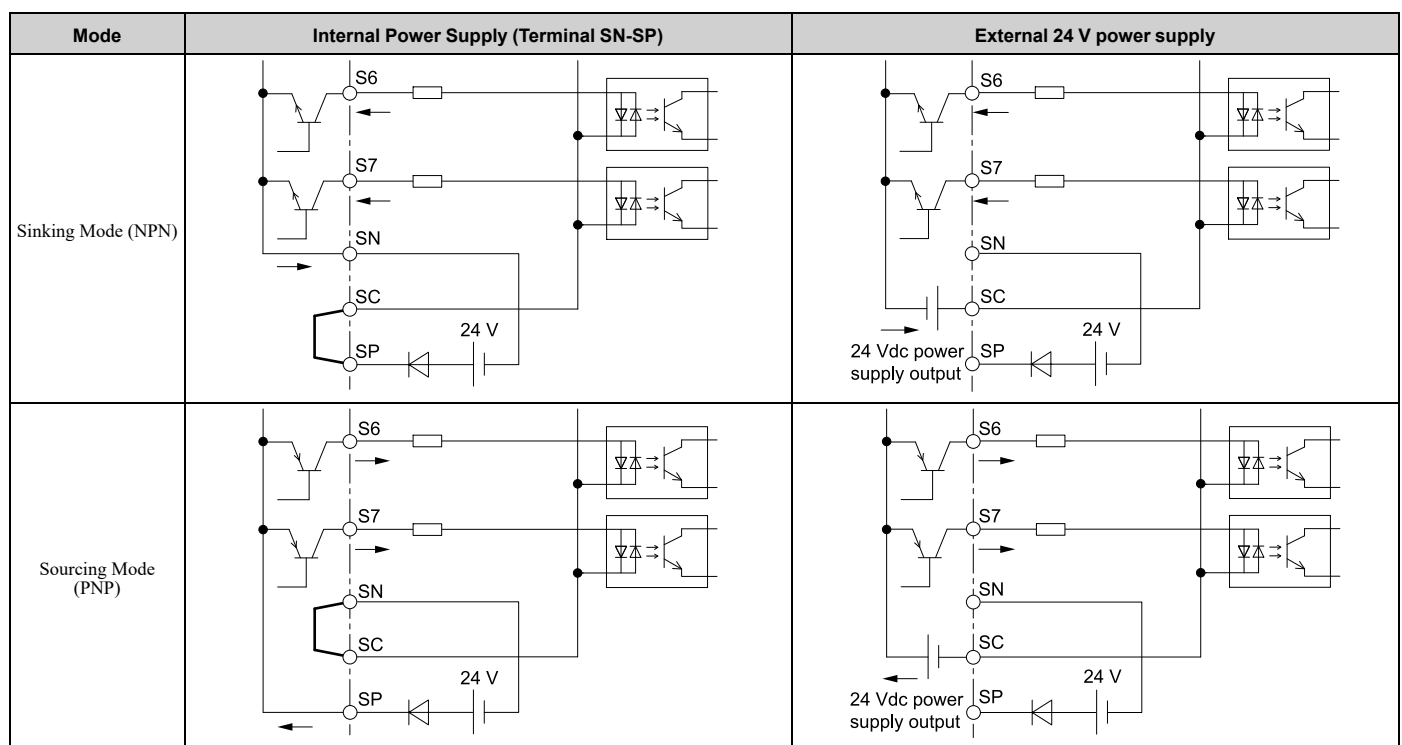 Mode
Internal Power Supply (Terminal SN-SP)
External 24 V power supply
Sinking Mode (NPN)
S6
S7
SN
SC
24 V
SP
S6
S7
SN
SC
24 V
24 Vdc power
supply output
SP
Sourcing Mode
(PNP)
S6
S7
SN
SC
24 V
SP
S6
S7
SN
SC
24 V
24 Vdc power
supply output
SP